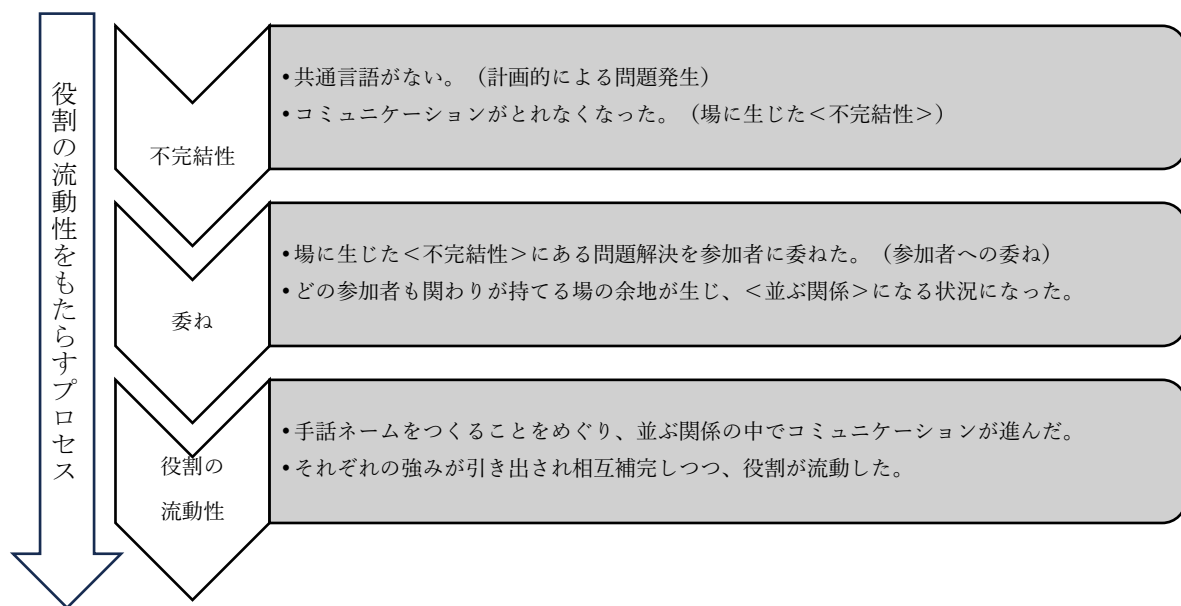 役割の流動性をもたらすプロセス
不完結性
•共通言語がない。（計画的による問題発生）
•コミュニケーションがとれなくなった。（場に生じた＜不完結性＞）
委ね
•場に生じた＜不完結性＞にある問題解決を参加者に委ねた。（参加者への委ね）
•どの参加者も関わりが持てる場の余地が生じ、＜並ぶ関係＞になる状況になった。
役割の
流動性
•手話ネームをつくることをめぐり、並ぶ関係の中でコミュニケーションが進んだ。
•それぞれの強みが引き出され相互補完しつつ、役割が流動した。